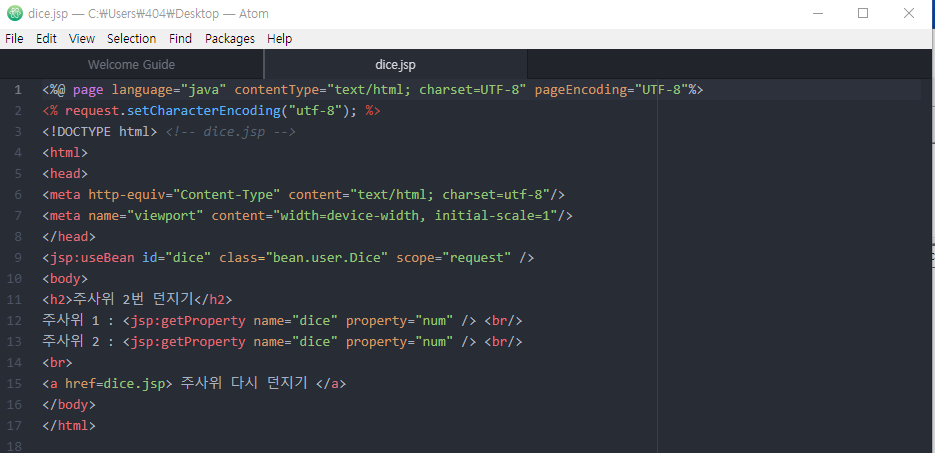 dice.jsp — C:\Users\404\Desktop — Atom
File Edit View Selection Find Packages Help
Welcome Guide dice.jsp
1 <%@ page language="java" contentType="text/html; charset=UTF-8" pageEncoding="UTF-8"%>
2 <% request.setCharacterEncoding("utf-8"); %>
3 <!DOCTYPE html> <!-- dice.jsp -->
4 <html>
5 <head>
6 <meta http-equiv="Content-Type" content="text/html; charset=utf-8"/>
7 <meta name="viewport" content="width=device-width, initial-scale=1"/>
8 </head>
9 <jsp:useBean id="dice" class="bean.user.Dice" scope="request" />
10 <body>
11 <h2>주사위 2번 던지기</h2>
12 주사위 1 : <jsp:getProperty name="dice" property="num" /> <br/>
13 주사위 2 : <jsp:getProperty name="dice" property="num" /> <br/>
14 <br>
15 <a href=dice.jsp> 주사위 다시 던지기 </a>
16 </body>
17 </html>
18